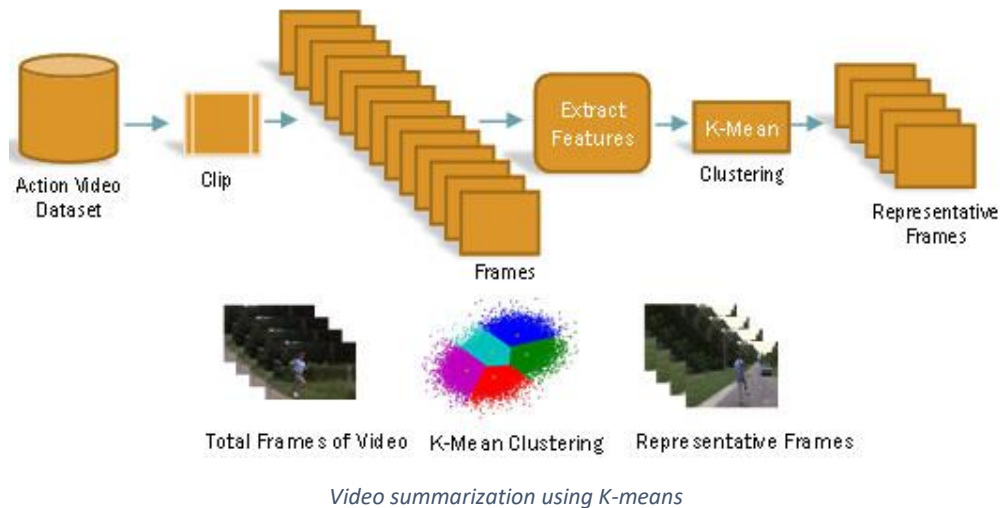 Extract
Features
K-Mean
Action Video
Dataset
Clip
Clustering
Representative
Frames
Frames
Total Frames of Video
K-Mean Clustering
Representative Frames
Video summarization using K-means